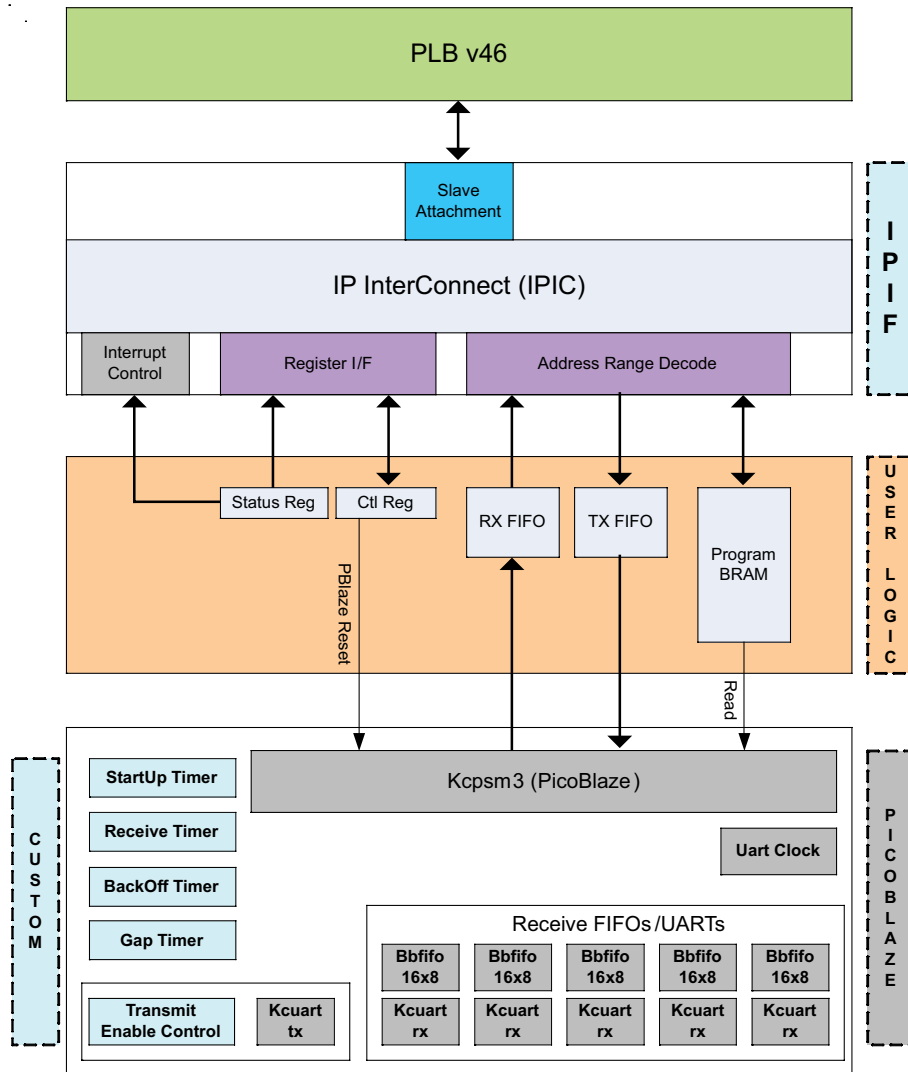 PLB v46
Slave
Attachment
IP InterConnect (IPIC)
Interrupt
Control
Register I/F
Address Range Decode
I
P
I
F
Status Reg
Ctl Reg
RX FIFO
TX FIFO
Program
BRAM
PBlaze Reset
Read
U
S
E
R
L
O
G
I
C
Kcpsm3 (PicoBlaze)
StartUp Timer
Receive Timer
BackOff Timer
Gap Timer
Uart Clock
C
U
S
T
O
M
P
I
C
O
B
L
A
Z
E
Receive FIFOs/UARTs
Bbfifo
16x8
Bbfifo
16x8
Bbfifo
16x8
Bbfifo
16x8
Bbfifo
16x8
Kcuart
rx
Kcuart
rx
Kcuart
rx
Kcuart
rx
Kcuart
rx
Transmit
Enable Control
Kcuart
tx